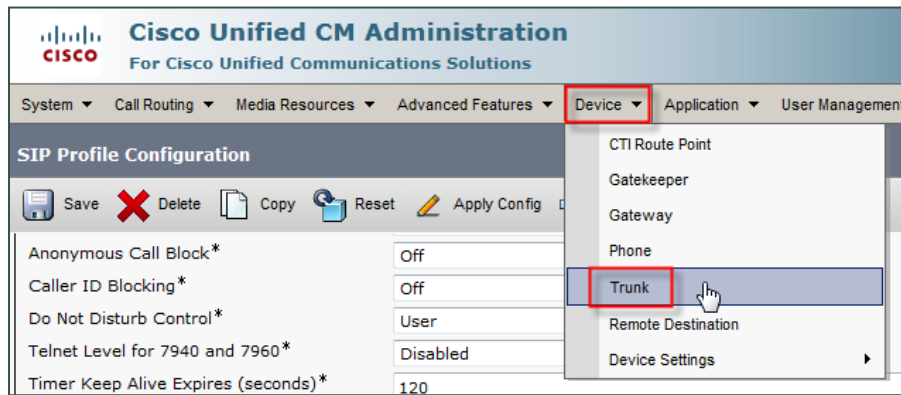 CISCO
Cisco Unified CM Administration
For Cisco Unified Communications Solutions
System Call Routing Media Resources Advanced Features Device Application User Management
SIP Profile Configuration
Save Delete Copy Reset Apply Config
CTI Route Point
Gatekeeper
Gateway
Phone
Trunk
Remote Destination
Device Settings
Anonymous Call Block* Off
Caller ID Blocking* Off
Do Not Disturb Control* User
Telnet Level for 7940 and 7960* Disabled
Timer Keep Alive Expires (seconds)* 120